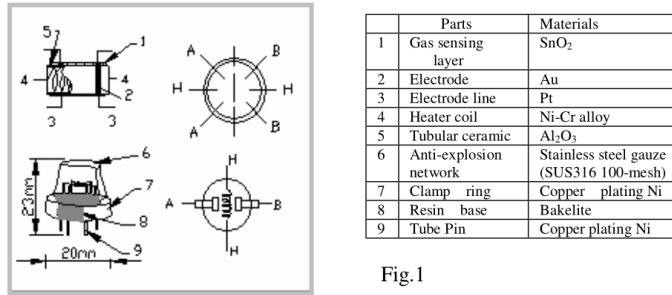 5
1
A
B
4
4
H
H
2
3
3
A
B
6
H
23mm
7
A
B
8
H
9
20mm
Parts Materials
1 Gas sensing SnO₂
layer
2 Electrode Au
3 Electrode line Pt
4 Heater coil Ni-Cr alloy
5 Tubular ceramic Al₂O₃
6 Anti-explosion Stainless steel gauze
network (SUS316 100-mesh)
7 Clamp ring Copper plating Ni
8 Resin base Bakelite
9 Tube Pin Copper plating Ni
Fig.1